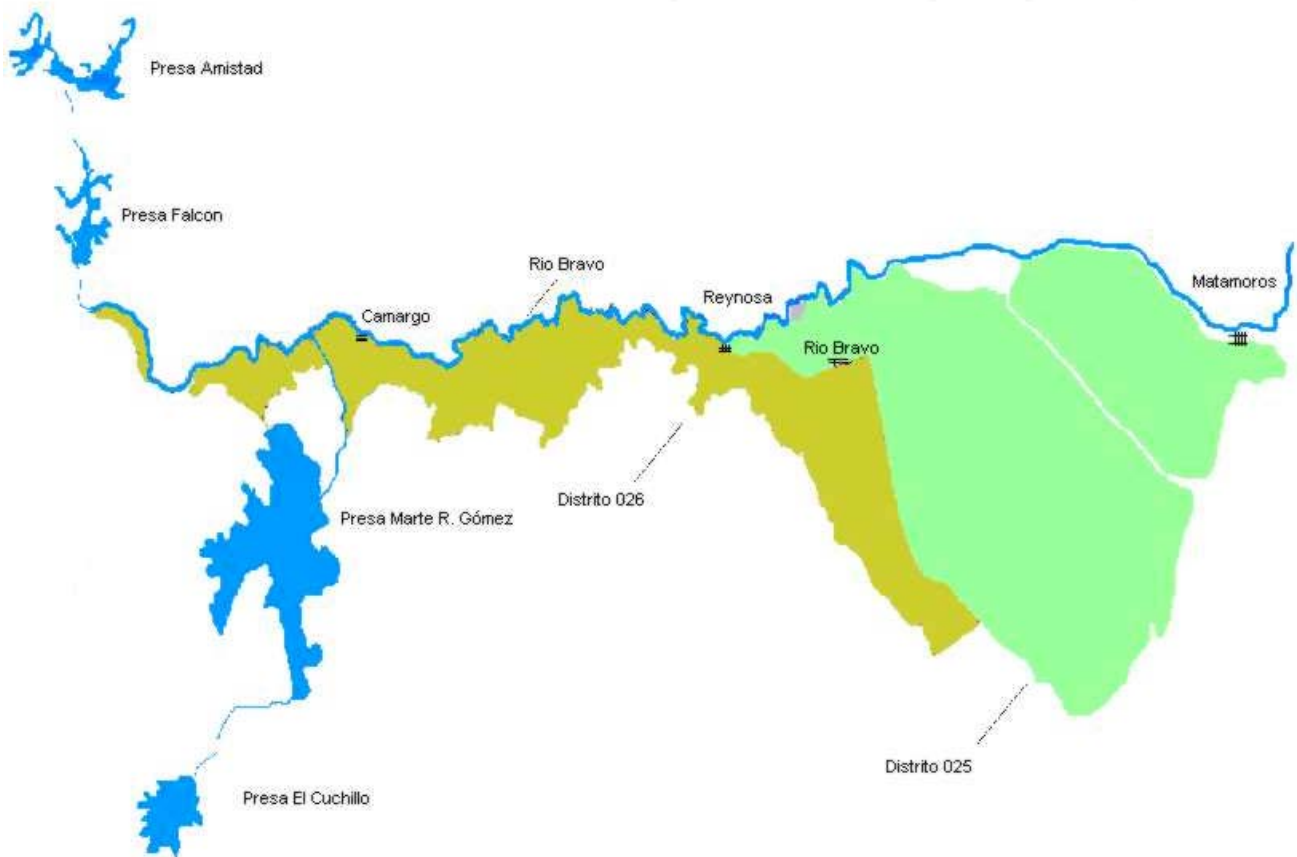 Presa Amistad
Presa Falcon
Rio Bravo
Camargo
Reynosa
Matamoros
Rio Bravo
Distrito 026
Presa Marte R. Gómez
Distrito 025
Presa El Cuchillo